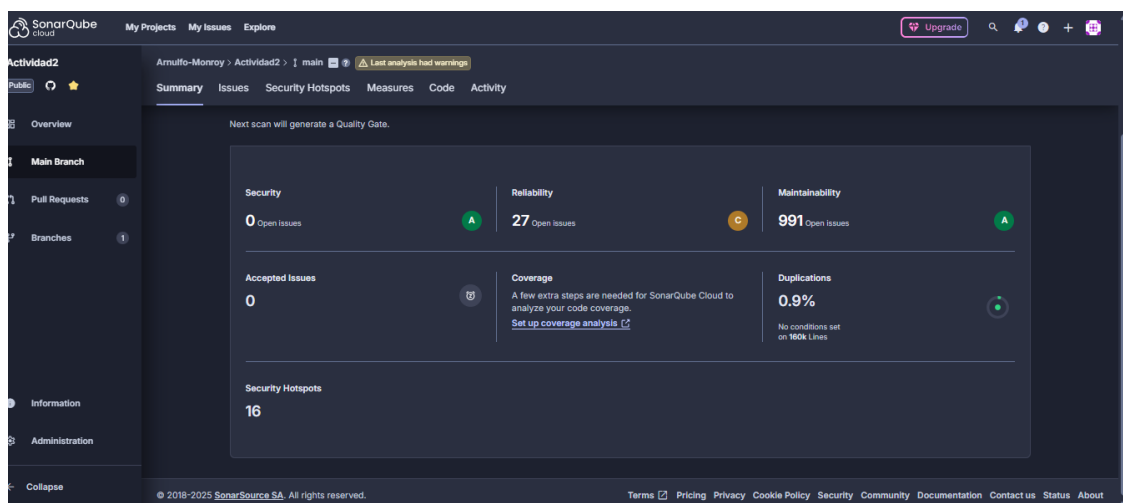 SonarQube cloud
My Projects My Issues Explore
Upgrade
Actividad2
Public
Overview
Main Branch
Pull Requests 0
Branches 1
Information
Administration
Collapse
Arnulfo-Monroy > Actividad2 > main Last analysis had warnings
Summary Issues Security Hotspots Measures Code Activity
Next scan will generate a Quality Gate.
Security
0 Open issues A
Reliability
27 Open issues C
Maintainability
991 Open issues A
Accepted Issues
0
Coverage
A few extra steps are needed for SonarQube Cloud to
analyze your code coverage.
Set up coverage analysis
Duplications
0.9%
No conditions set
on 160k Lines
Security Hotspots
16
© 2018-2025 SonarSource SA. All rights reserved.
Terms Pricing Privacy Cookie Policy Security Community Documentation Contact us Status About